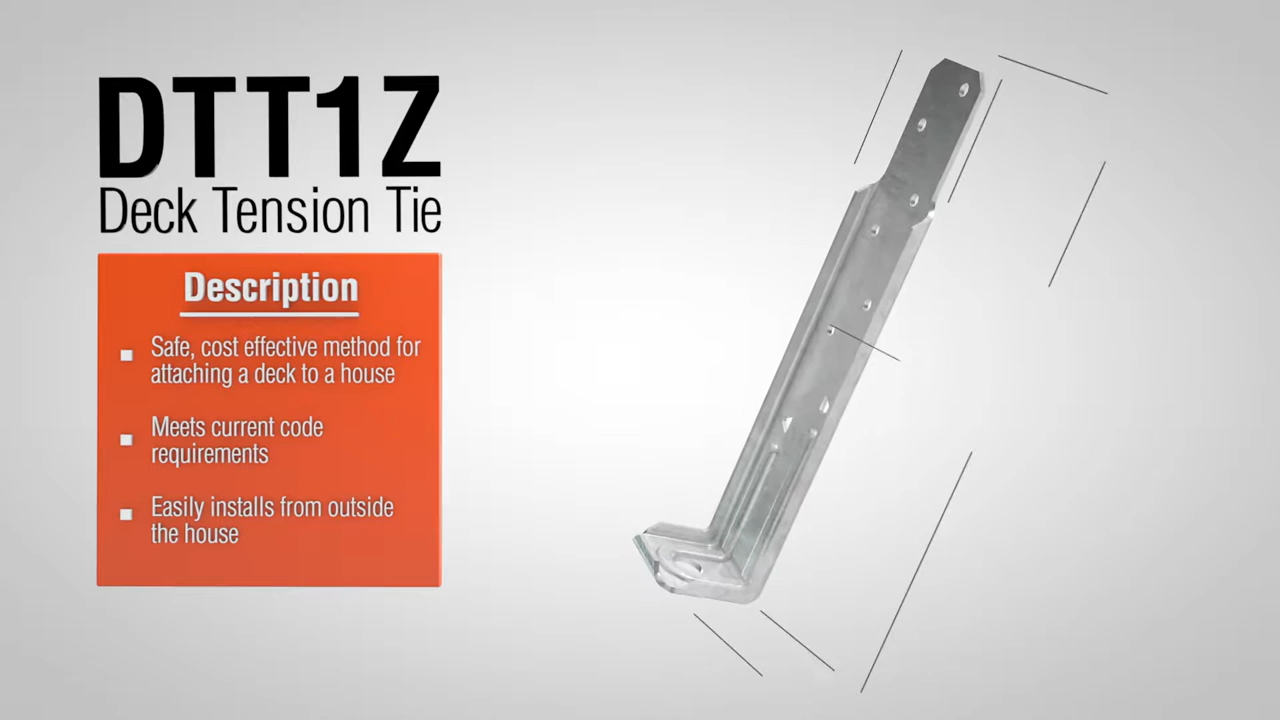 DTT1Z
Deck Tension Tie
Description
Safe, cost effective method for
attaching a deck to a house
Meets current code
requirements
Easily installs from outside
the house